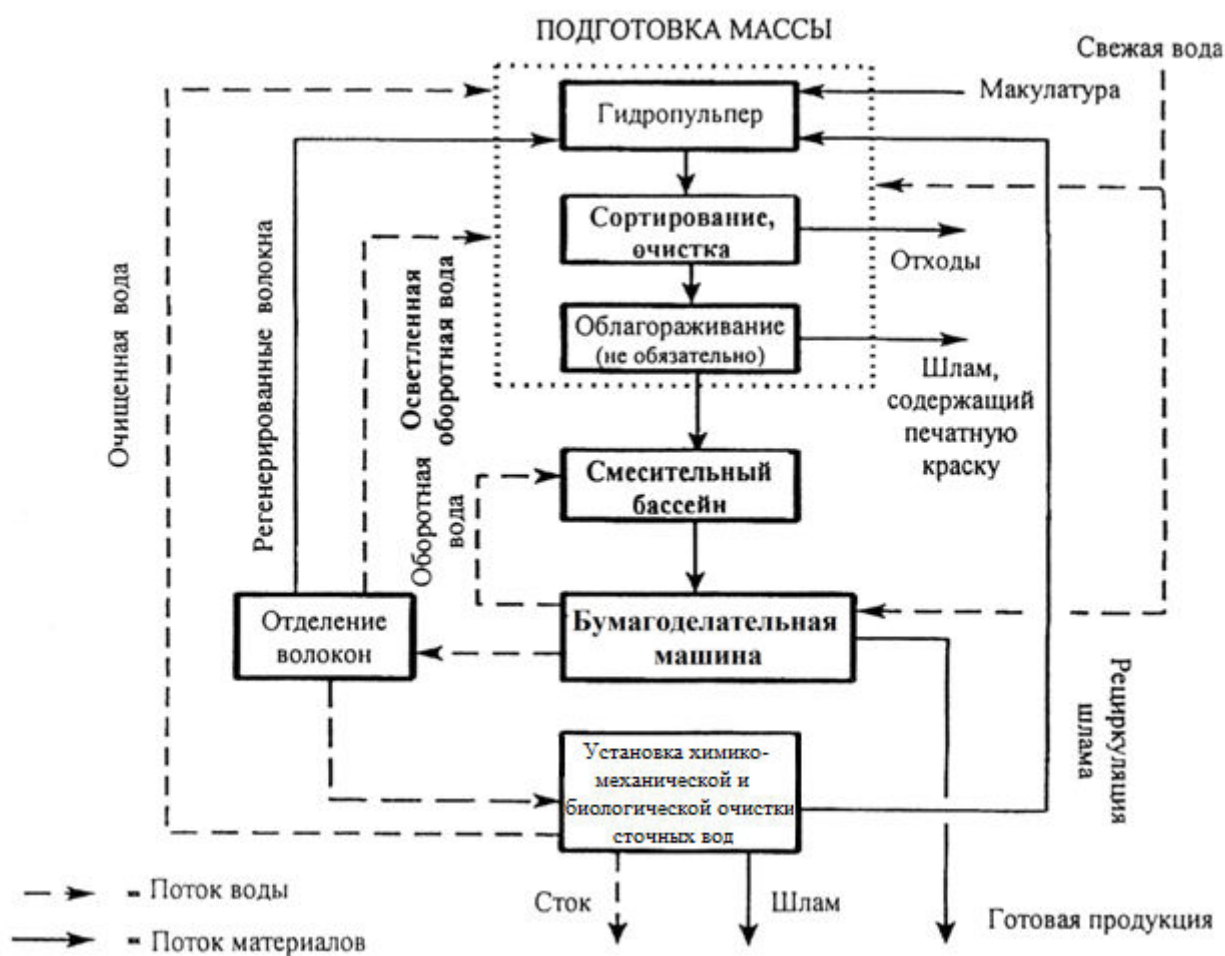 ПОДГОТОВКА МАССЫ
Свежая вода
Макулатура
Гидропульпер
Сортирование,
очистка
Отходы
Облагораживание
(не обязательно)
Шлам,
содержащий
печатную
краску
Очищенная вода
Регенерированные волокна
Осветленная
оборотная вода
Оборотная
вода
Смесительный
бассейн
Отделение
волокон
Бумагоделательная
машина
Рециркуляция
шлама
Установка химико-
механической и
биологической очистки
сточных вод
Сток
Шлам
Готовая продукция
- Поток воды
- Поток материалов